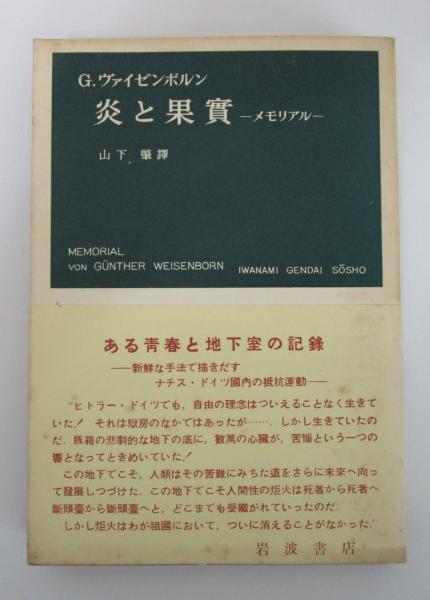 G.ヴァイゼンボルン
炎と果實 ―メモリアル―
山下 肇譯
MEMORIAL
VON GÜNTHER WEISENBORN
IWANAMI GENDAI SŌSHO
ある青春と地下室の記錄
――新鮮な手法で描きだす
ナチス・ドイツ國内の抵抗運動――
“ヒトラー・ドイツでも，自由の理念はついえることなく生きて
いた！ それは獄房のなかではあったが……．しかし生きていたの
だ．豚箱の悲劇的な地下の底に，數萬の心臓が，苦惱という一つの
響となってときめいていた！
この地下でこそ，人類はその苦難にみちた道をさらに未來へ向っ
て發展しつづけた．この地下でこそ人間性の炬火は死者から死者へ
斷頭臺から斷頭臺へと，どこまでも受繼がれていったのだ．
しかし炬火はわが祖國において，ついに消えることがなかった．”
岩波書店